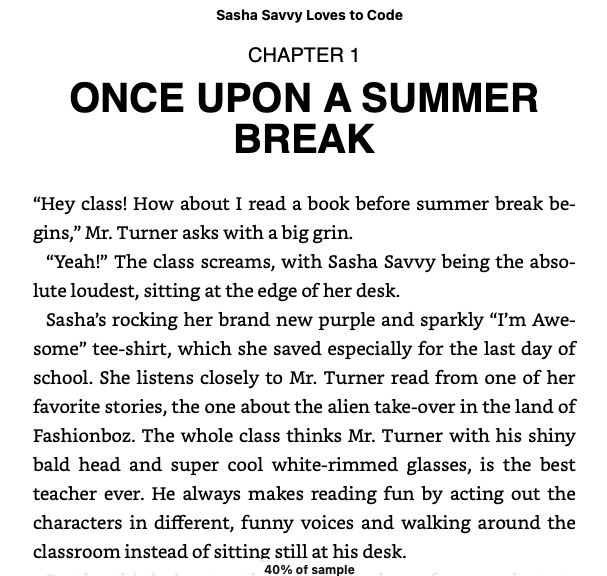 Sasha Savvy Loves to Code
CHAPTER 1
ONCE UPON A SUMMER
BREAK
“Hey class! How about I read a book before summer break be-
gins,” Mr. Turner asks with a big grin.
“Yeah!” The class screams, with Sasha Savvy being the abso-
lute loudest, sitting at the edge of her desk.
Sasha’s rocking her brand new purple and sparkly “I’m Awe-
some” tee-shirt, which she saved especially for the last day of
school. She listens closely to Mr. Turner read from one of her
favorite stories, the one about the alien take-over in the land of
Fashionboz. The whole class thinks Mr. Turner with his shiny
bald head and super cool white-rimmed glasses, is the best
teacher ever. He always makes reading fun by acting out the
characters in different, funny voices and walking around the
classroom instead of sitting still at his desk.
40% of sample